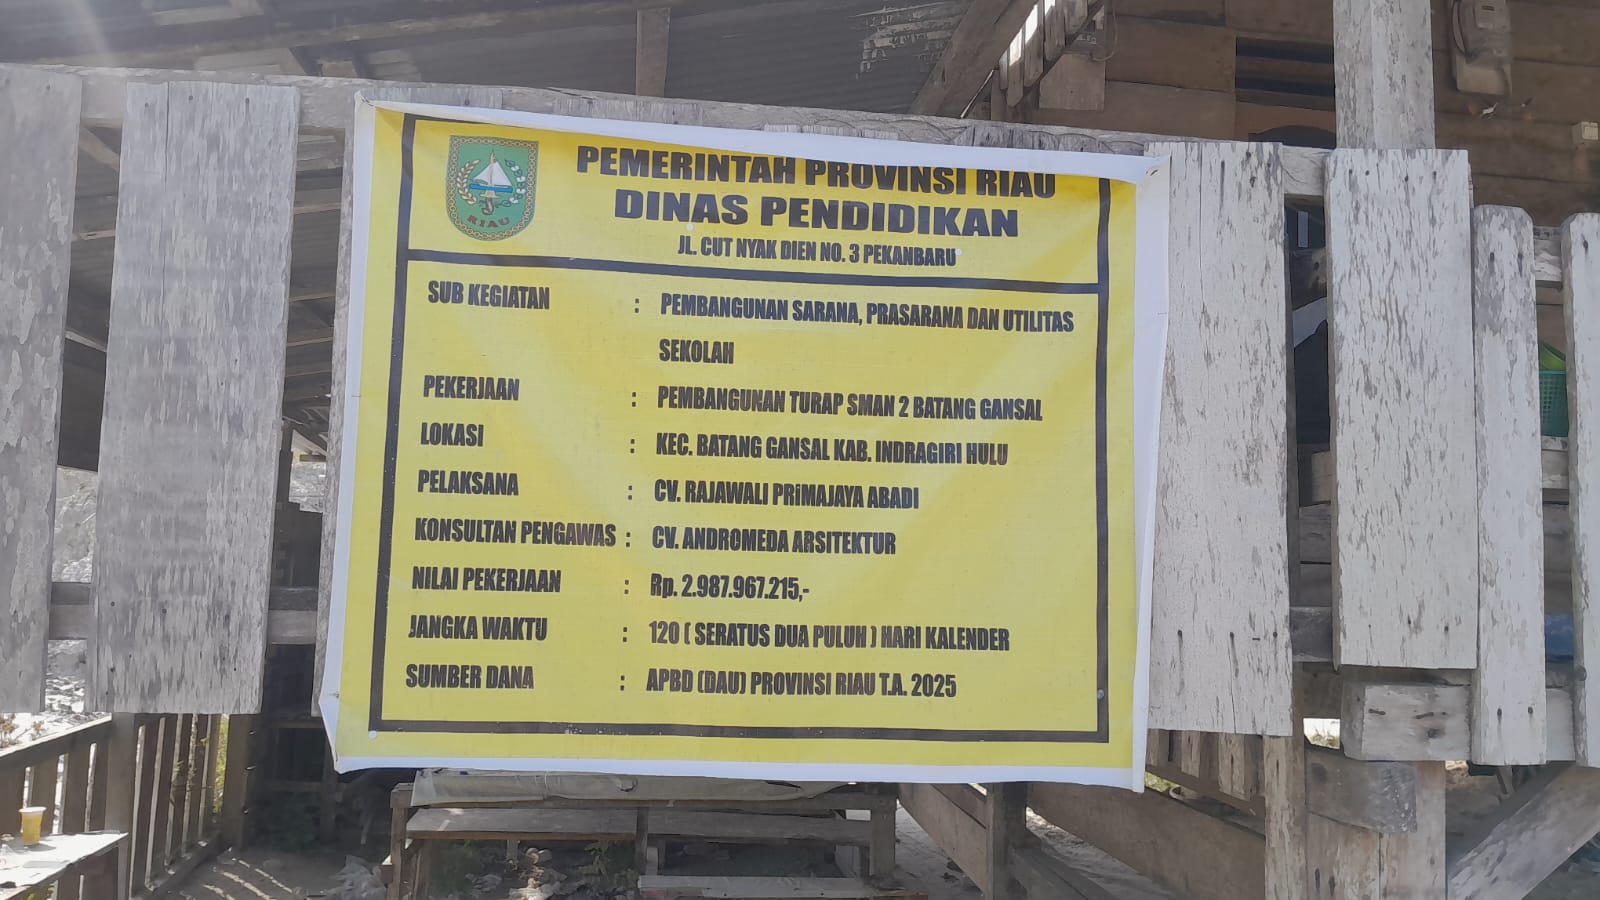 RIAU
PEMERINTAH PROVINSI RIAU
DINAS PENDIDIKAN
JL. CUT NYAK DIEN NO. 3 PEKANBARU
SUB KEGIATAN : PEMBANGUNAN SARANA, PRASARANA DAN UTILITAS
SEKOLAH
PEKERJAAN : PEMBANGUNAN TURAP SMAN 2 BATANG GANSAL
LOKASI : KEC. BATANG GANSAL KAB. INDRAGIRI HULU
PELAKSANA : CV. RAJAWALI PRiMAJAYA ABADI
KONSULTAN PENGAWAS : CV. ANDROMEDA ARSITEKTUR
NILAI PEKERJAAN : Rp. 2.987.967.215,-
JANGKA WAKTU : 120 ( SERATUS DUA PULUH ) HARI KALENDER
SUMBER DANA : APBD (DAU) PROVINSI RIAU T.A. 2025